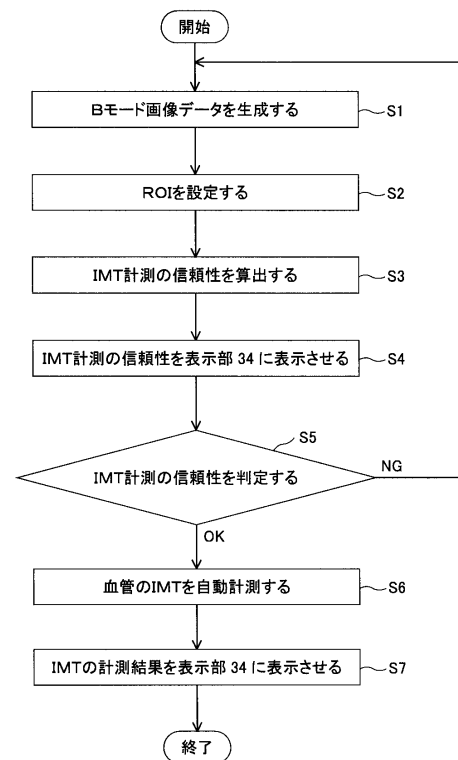 開始
Bモード画像データを生成する
S1
ROIを設定する
S2
IMT計測の信頼性を算出する
S3
IMT計測の信頼性を表示部34に表示させる
S4
S5
IMT計測の信頼性を判定する
NG
OK
血管のIMTを自動計測する
S6
IMTの計測結果を表示部34に表示させる
S7
終了